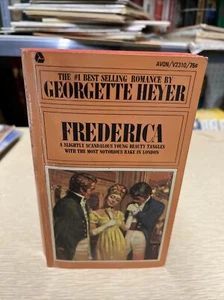 AVON/V2310/75¢
THE #1 BEST SELLING ROMANCE BY
GEORGETTE HEYER
FREDERICA
A SLIGHTLY SCANDALOUS YOUNG BEAUTY TANGLES
WITH THE MOST NOTORIOUS RAKE IN LONDON